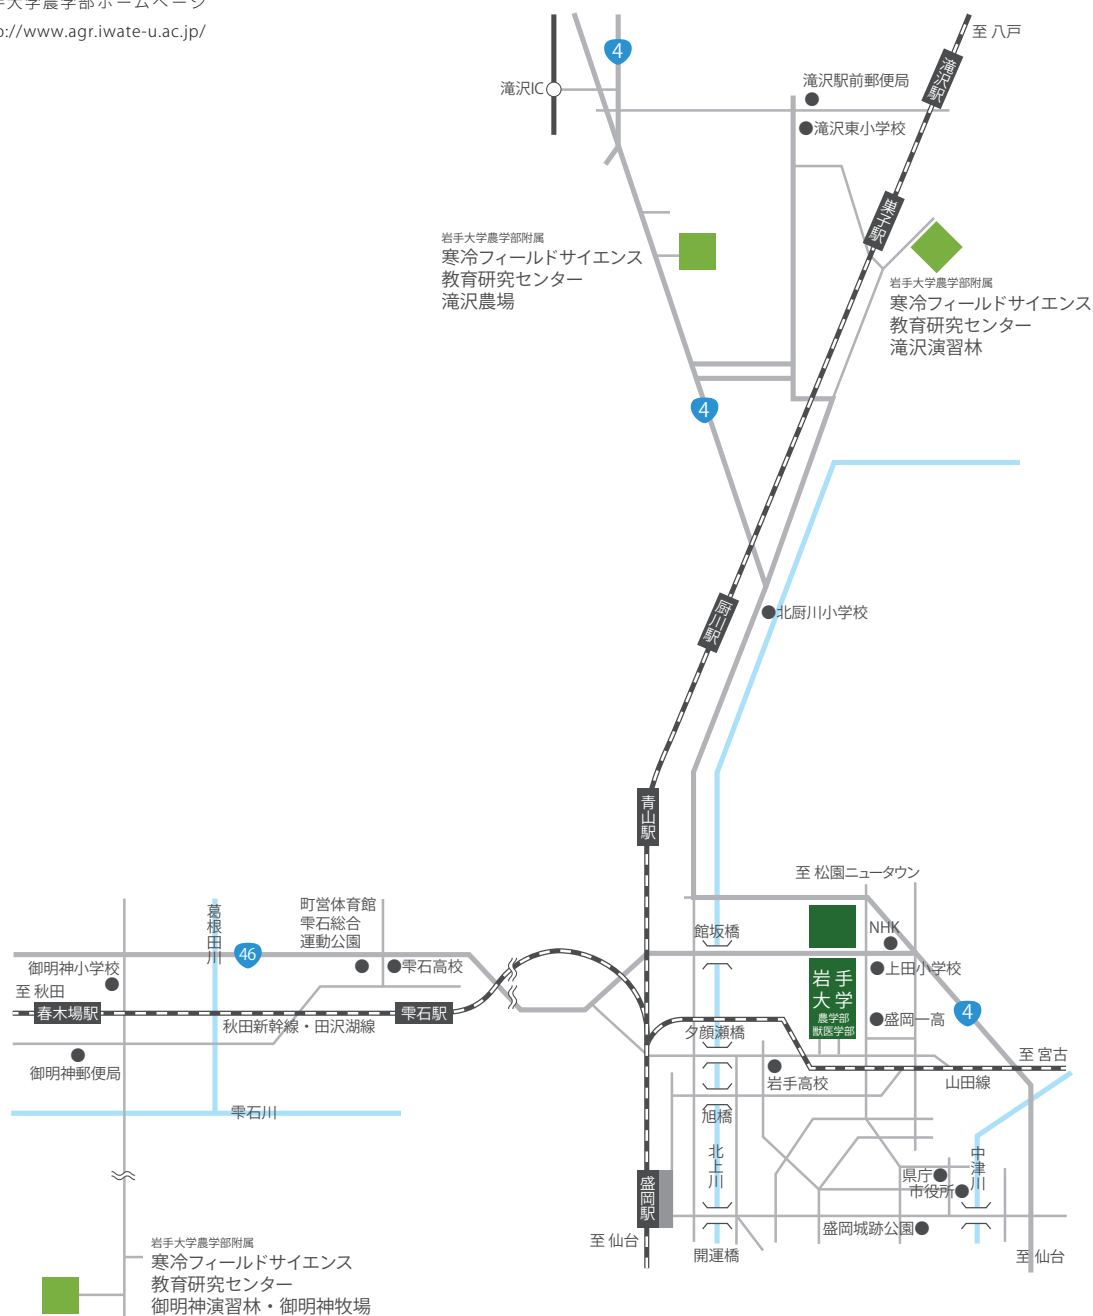 手大学農学部ホームページ
p://www.agr.iwate-u.ac.jp/
至 八戸
4
滝沢駅
滝沢IC
滝沢駅前郵便局
滝沢東小学校
巣子駅
岩手大学農学部附属
寒冷フィールドサイエンス
教育研究センター
滝沢農場
岩手大学農学部附属
寒冷フィールドサイエンス
教育研究センター
滝沢演習林
4
厨川駅
北厨川小学校
青山駅
至 松園ニュータウン
町営体育館
雫石総合
運動公園
葛根田川
46
館坂橋
NHK
御明神小学校
雫石高校
上田小学校
岩手
大学
農学部
獣医学部
至 秋田
春木場駅
雫石駅
秋田新幹線・田沢湖線
夕顔瀬橋
盛岡一高
4
至 宮古
御明神郵便局
岩手高校
山田線
雫石川
旭橋
北上川
中津川
県庁
市役所
盛岡駅
盛岡城跡公園
至 仙台
開運橋
至 仙台
岩手大学農学部附属
寒冷フィールドサイエンス
教育研究センター
御明神演習林・御明神牧場